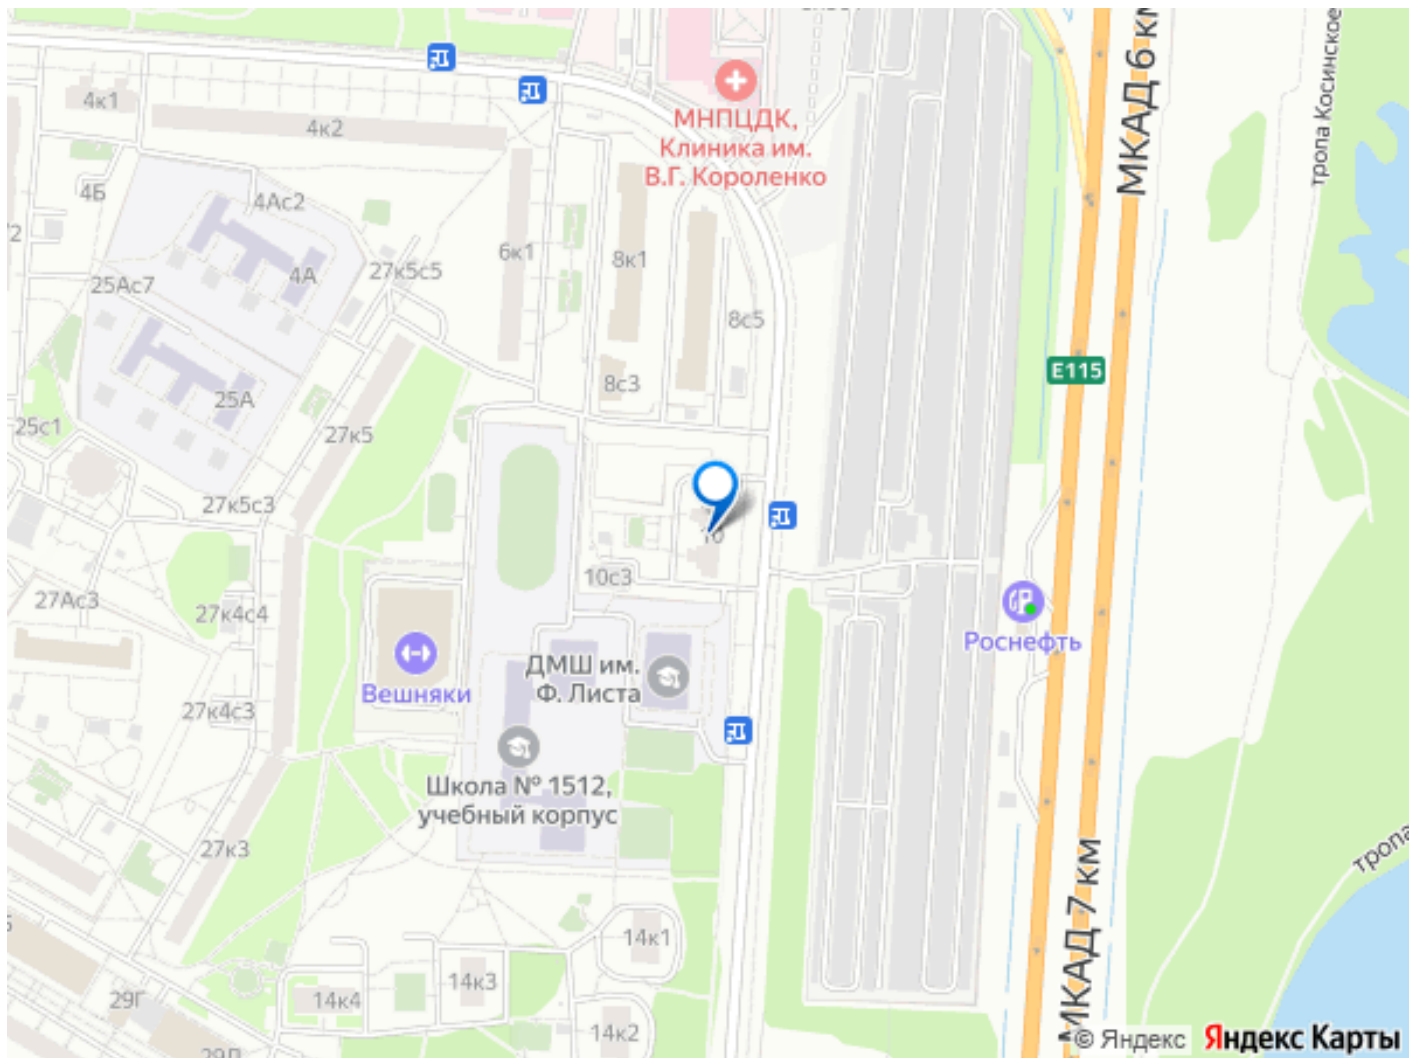 МКАД 6 км
тропа Косинское
4к1
4к2
МНПЦДК,
Клиника им.
В.Г. Короленко
4Б
4Ас2
6к1
8к1
27к5с5
4А
25Ас7
8с5
E115
8с3
25А
25с1
27к5
27к5с3
10
10с3
27Ас3
27к4с4
Роснефть
ДМШ им.
Ф. Листа
Вешняки
27к4с3
Школа № 1512,
учебный корпус
27к3
тропа
МКАД 7 км
14к1
14к3
29Г
14к4
14к2
29Д
© Яндекс
Яндекс Карты